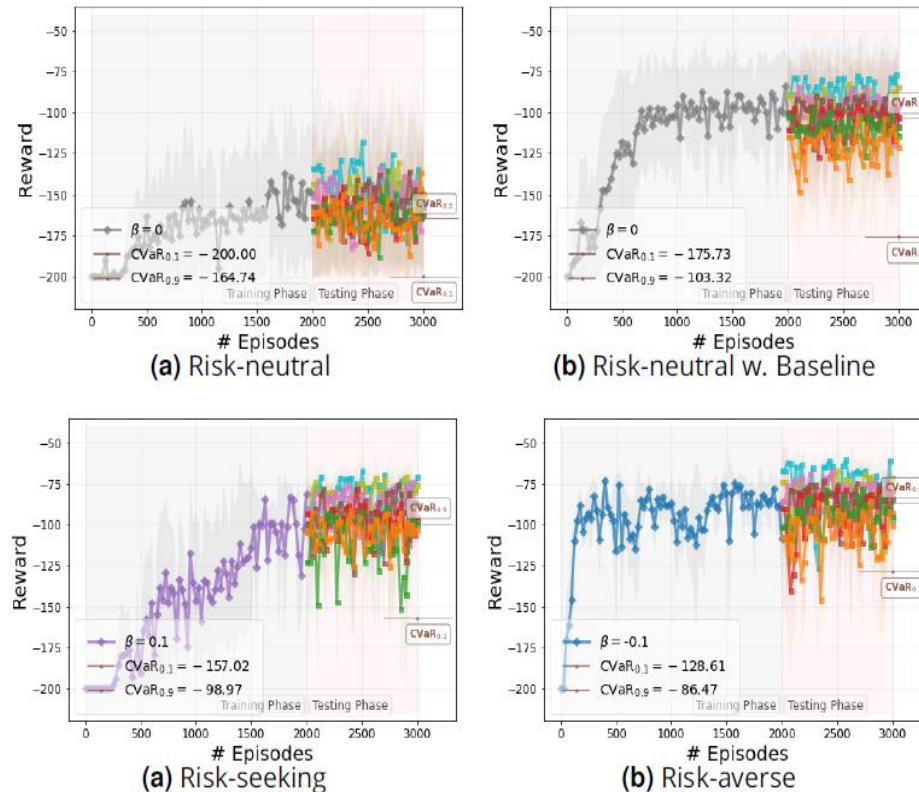 −50
−75
−100
−125
−150
−175
−200
Reward
β = 0
CVaR0.1 = − 200.00
CVaR0.9 = − 164.74
CVaR0.9
CVaR0.1
Training Phase
Testing Phase
0 500 1000 1500 2000 2500 3000
# Episodes
(a) Risk-neutral
−50
−75
−100
−125
−150
−175
−200
Reward
β = 0
CVaR0.1 = − 175.73
CVaR0.9 = − 103.32
CVaR
CVaR
Training Phase
Testing Phase
0 500 1000 1500 2000 2500 3000
# Episodes
(b) Risk-neutral w. Baseline
−50
−75
−100
−125
−150
−175
−200
Reward
β = 0.1
CVaR0.1 = − 157.02
CVaR0.9 = − 98.97
CVaR0.9
CVaR0.1
Training Phase
Testing Phase
0 500 1000 1500 2000 2500 3000
# Episodes
(a) Risk-seeking
−50
−75
−100
−125
−150
−175
−200
Reward
β = -0.1
CVaR0.1 = − 128.61
CVaR0.9 = − 86.47
CVaR
CVaR
Training Phase
Testing Phase
0 500 1000 1500 2000 2500 3000
# Episodes
(b) Risk-averse